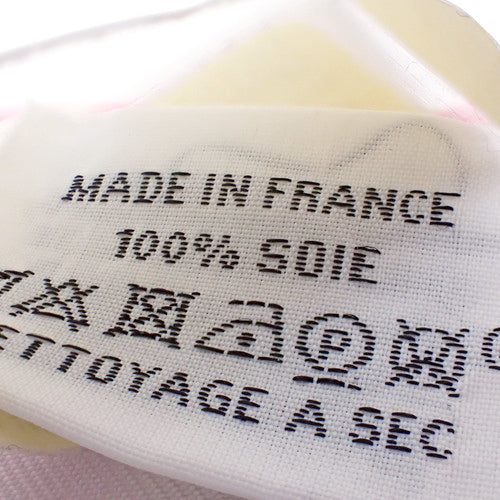 MADE IN FRANCE
100% SOIE
P
ETTOYAGE A SEC